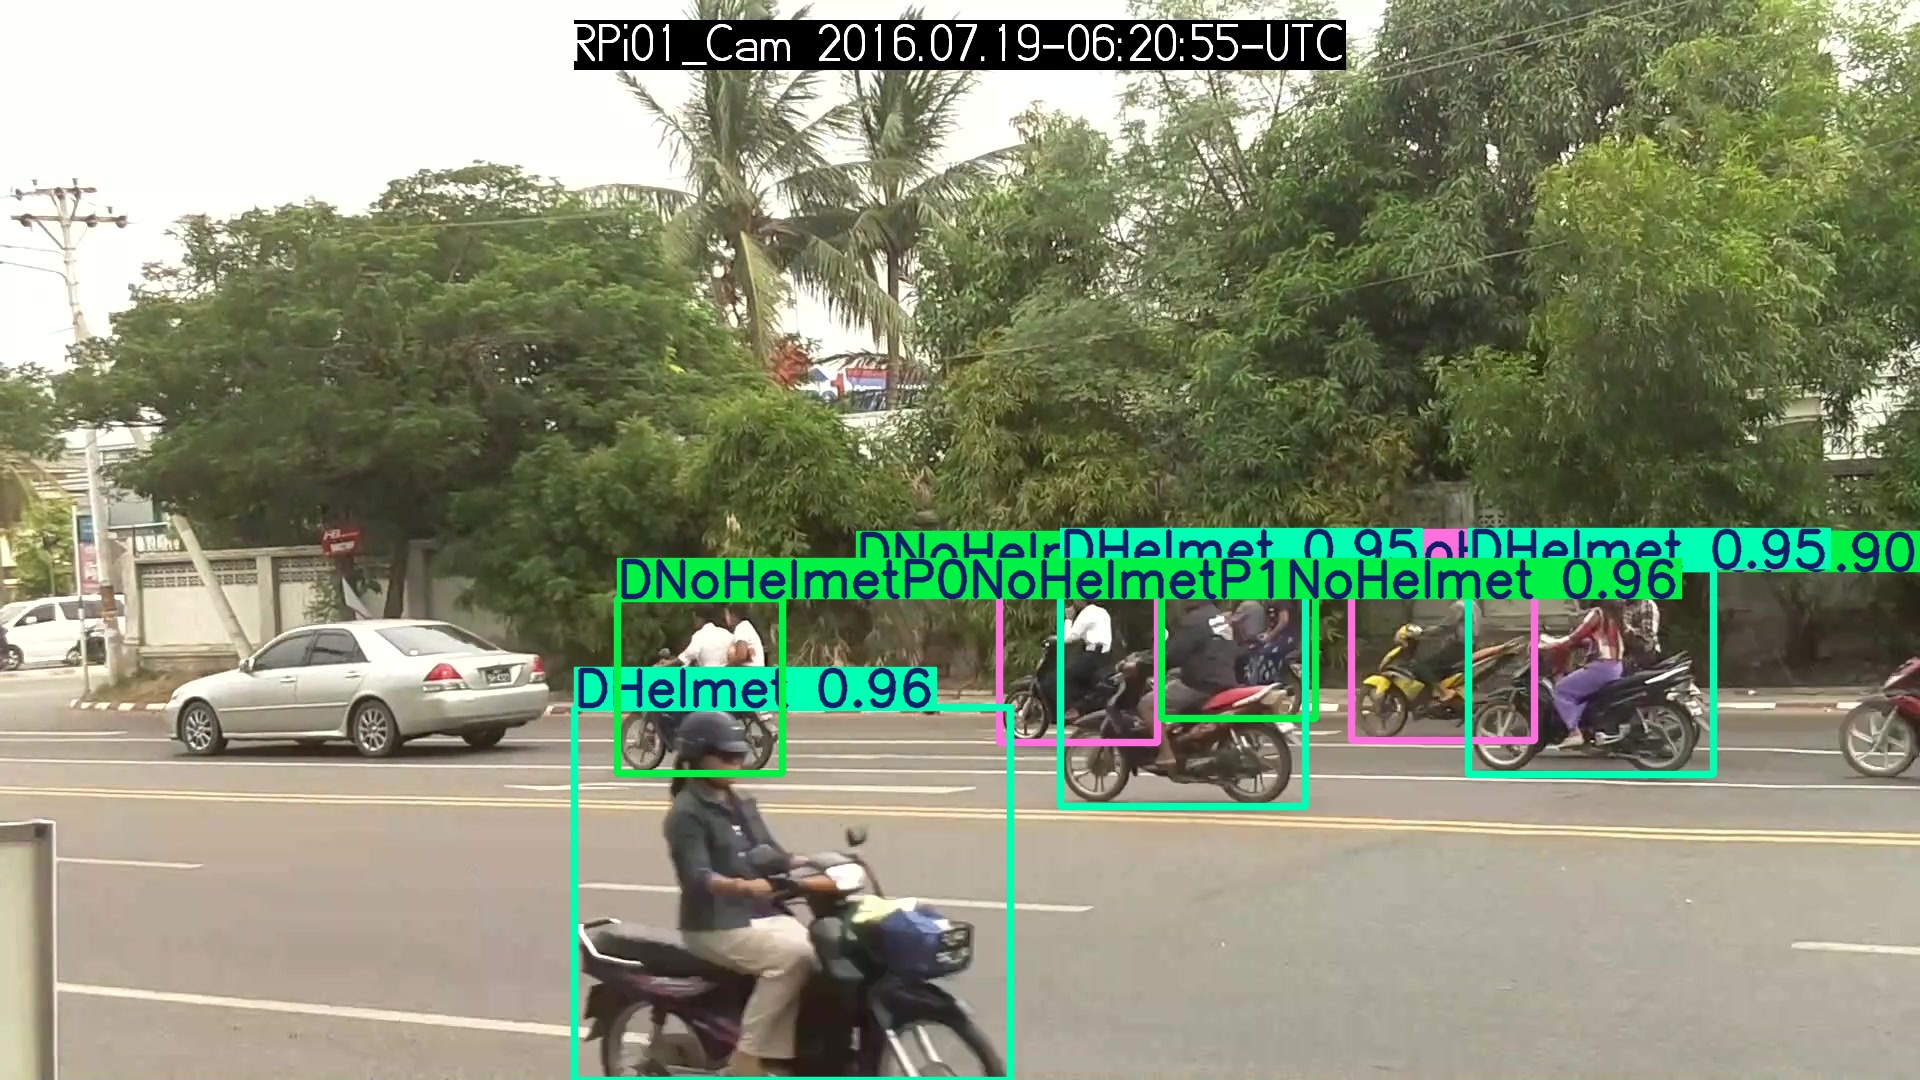 RPi01_Cam 2016.07.19-06:20:55-UTC
DHelmet 0.95
DHelmet 0.95
.90
DNoHelmetP0NoHelmetP1NoHelmet 0.96
DHelmet 0.96